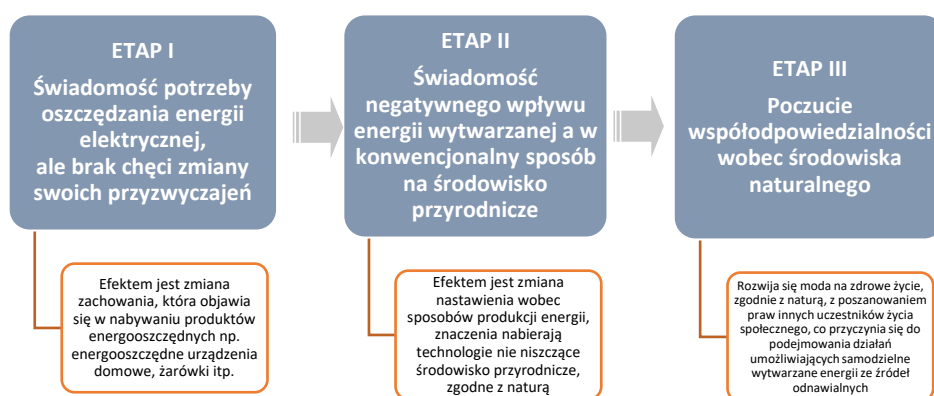 ETAP I
Świadomość potrzeby
oszczędzania energii
elektrycznej,
ale brak chęci zmiany
swoich przyzwyczajeń
ETAP II
Świadomość
negatywnego wpływu
energii wytwarzanej a w
konwencjonalny sposób
na środowisko
przyrodnicze
ETAP III
Poczucie
współodpowiedzialności
wobec środowiska
naturalnego
Efektem jest zmiana
zachowania, która objawia
się w nabywaniu produktów
energooszczędnych np.
energooszczędne urządzenia
domowe, żarówki itp.
Efektem jest zmiana
nastawienia wobec
sposobów produkcji energii,
znaczenia nabierają
technologie nie niszczące
środowisko przyrodnicze,
zgodne z naturą
Rozwija się moda na zdrowe życie,
zgodnie z naturą, z poszanowaniem
praw innych uczestników życia
społecznego, co przyczynia się do
podejmowania działań
umożliwiających samodzielne
wytwarzane energii ze źródeł
odnawialnych